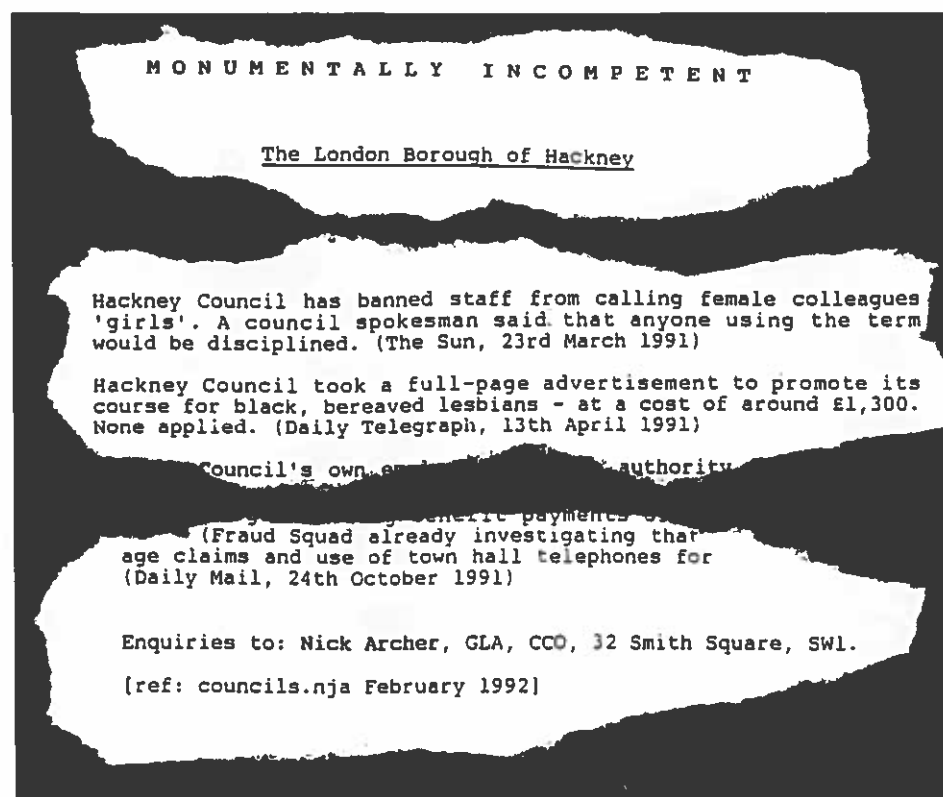 MONUMENTALLY INCOMPETENT
The London Borough of Hackney
Hackney Council has banned staff from calling female colleagues
'girls'. A council spokesman said that anyone using the term
would be disciplined. (The Sun, 23rd March 1991)
Hackney Council took a full-page advertisement to promote its
course for black, bereaved lesbians - at a cost of around £1,300.
None applied. (Daily Telegraph, 13th April 1991)
Council's own authority
benefit payments
(Fraud Squad already investigating that
age claims and use of town hall telephones for
(Daily Mail, 24th October 1991)
Enquiries to: Nick Archer, GLA, CCO, 32 Smith Square, SW1.
[ref: councils.nja February 1992]